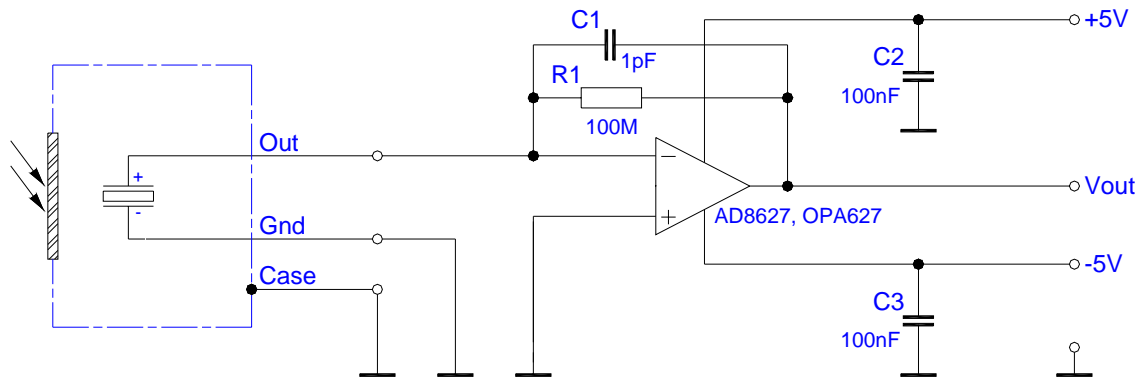 C1
+5V
1pF
C2
R1
100nF
100M
Out
+
−
Vout
-
+
AD8627, OPA627
Gnd
-5V
Case
C3
100nF